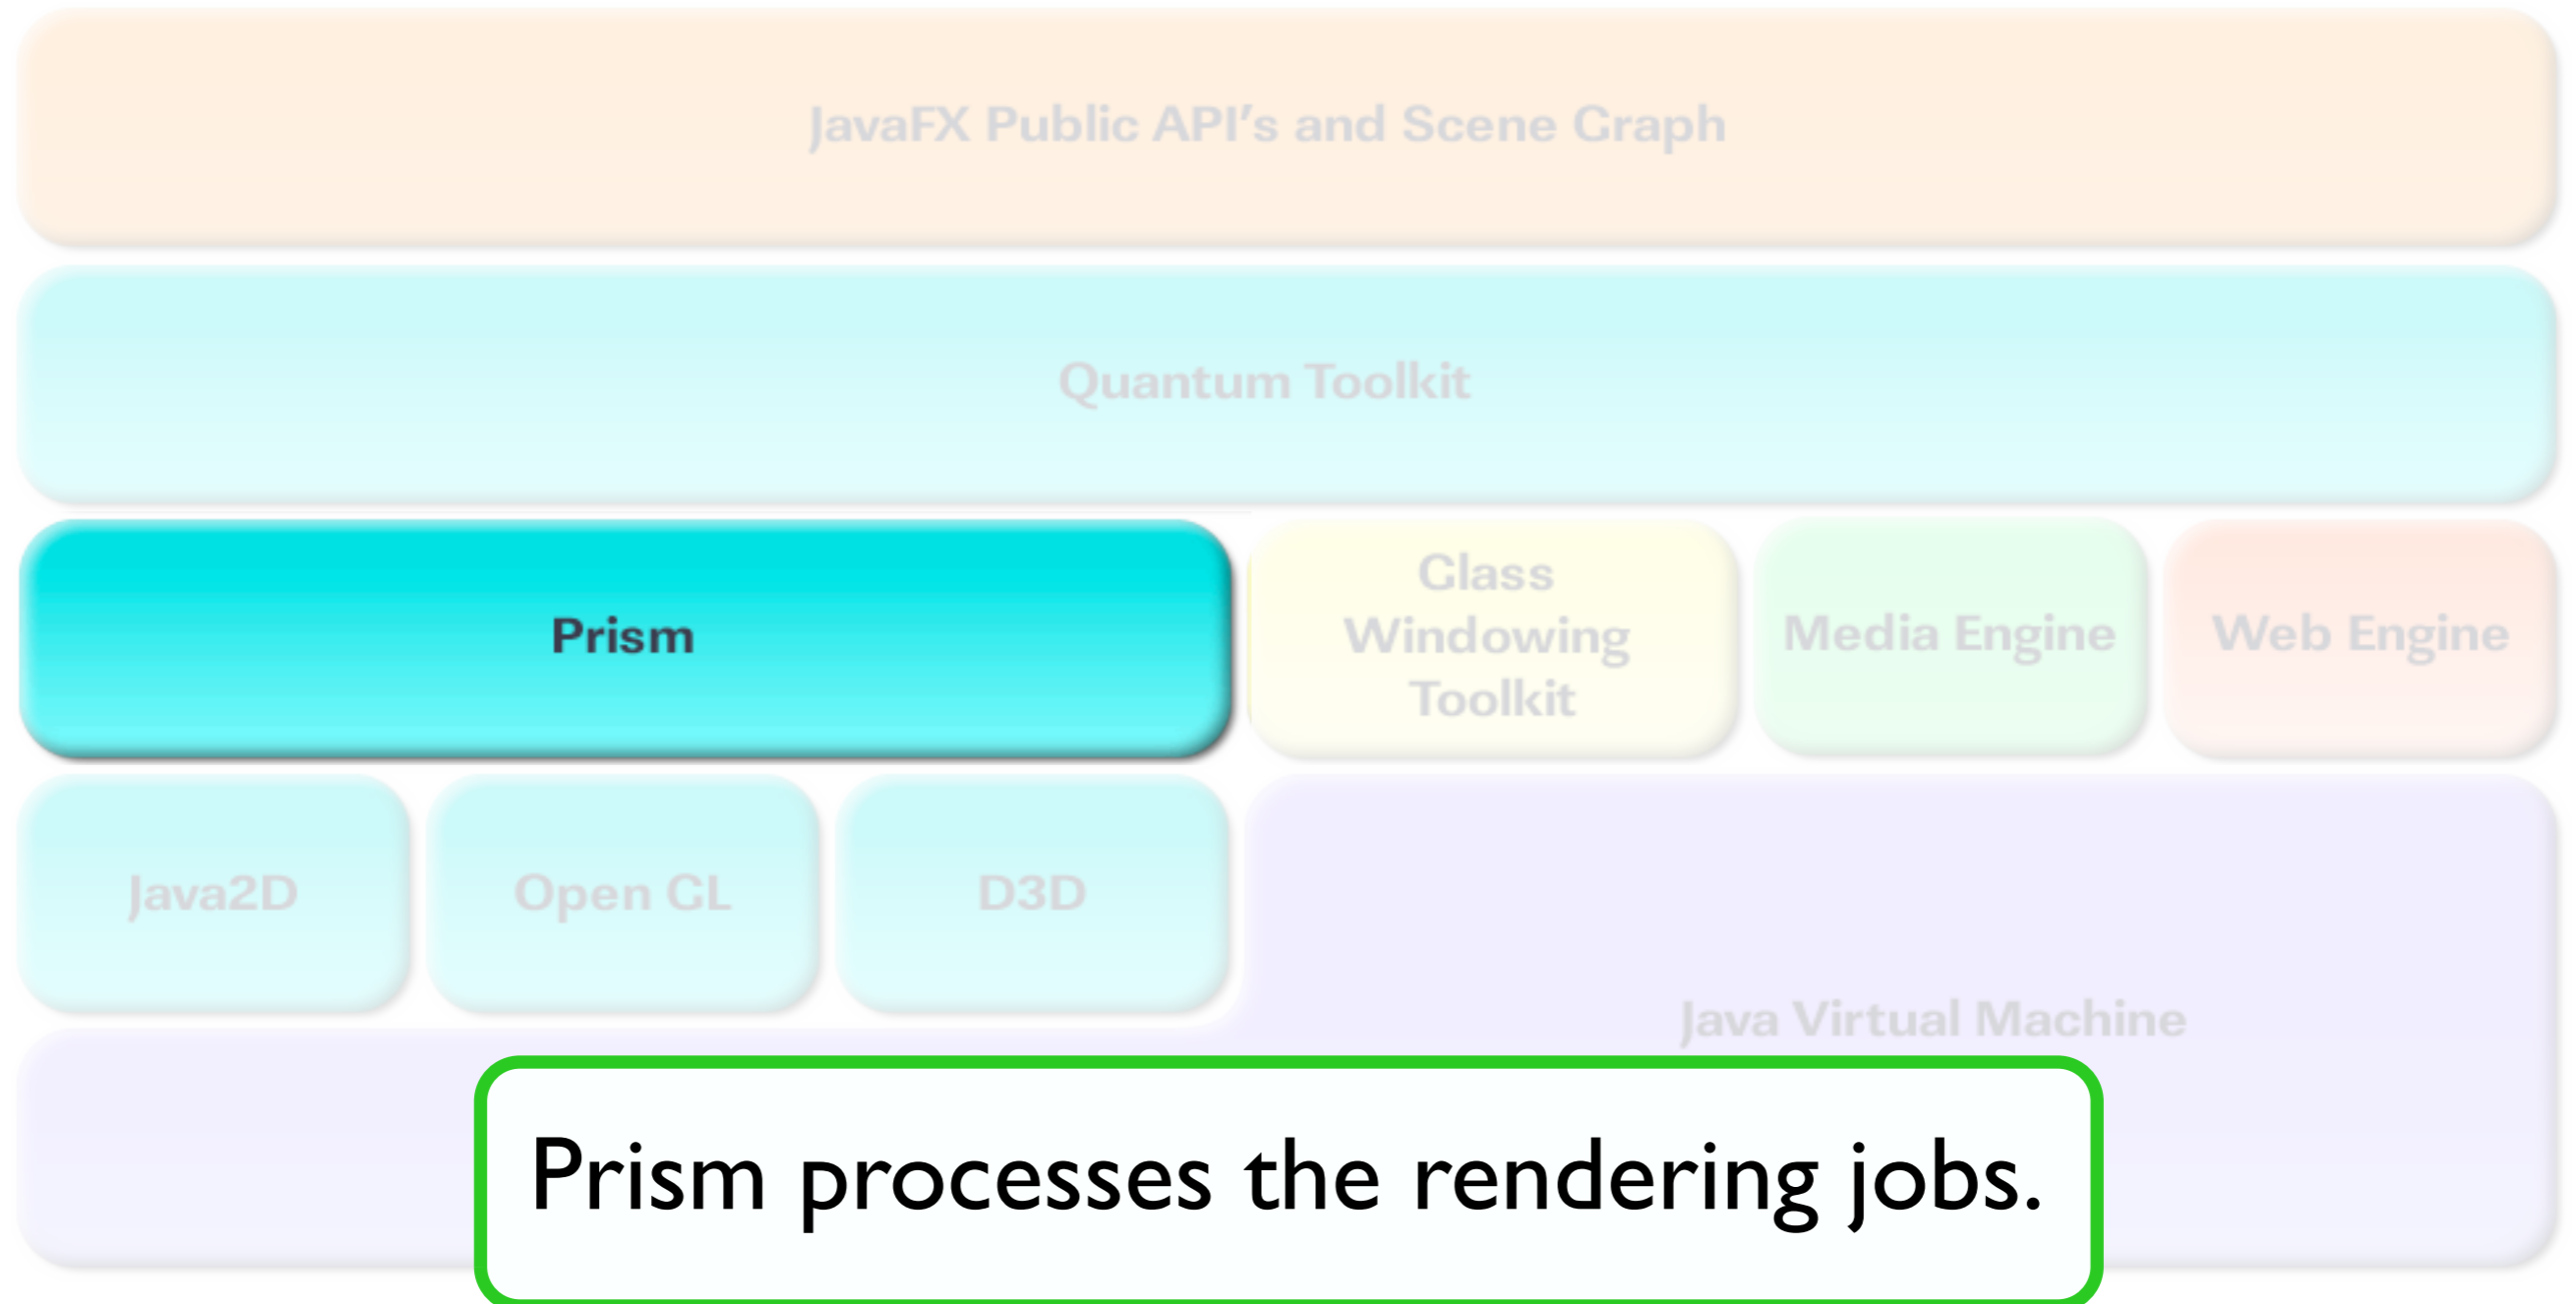 JavaFX Public API’s and Scene Graph
Quantum Toolkit
Prism
Glass
Windowing
Toolkit
Media Engine
Web Engine
Java2D
Open GL
D3D
Java Virtual Machine
Prism processes the rendering jobs.